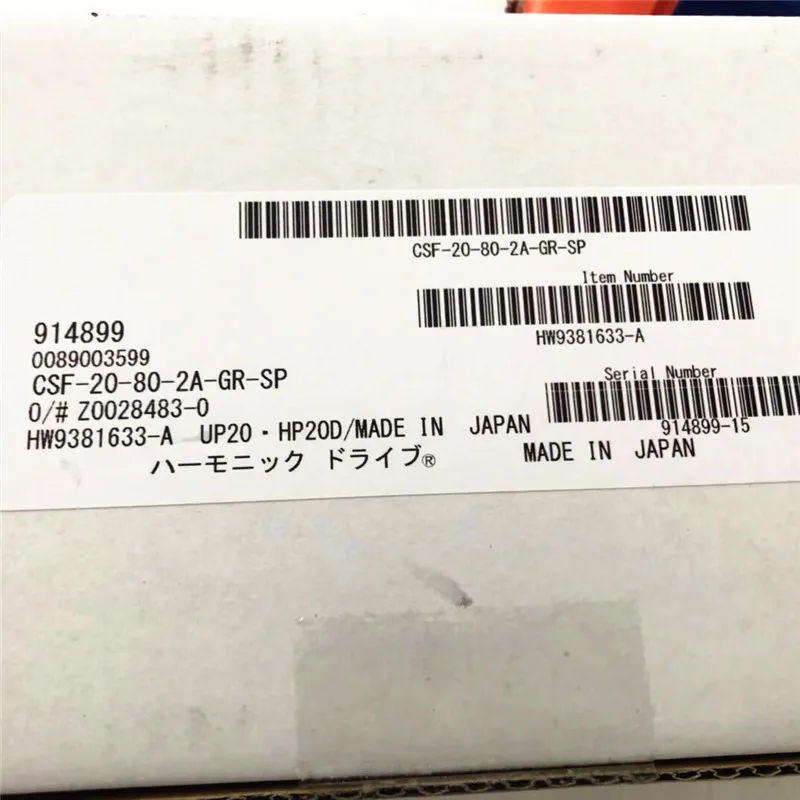 CSF-20-80-2A-GR-SP
Item Number
HW9381633-A
Serial Number
914899-15
914899
0089003599
CSF-20-80-2A-GR-SP
O/# Z0028483-0
HW9381633-A UP20・HP20D/MADE IN JAPAN
ハーモニック ドライブ® MADE IN JAPAN